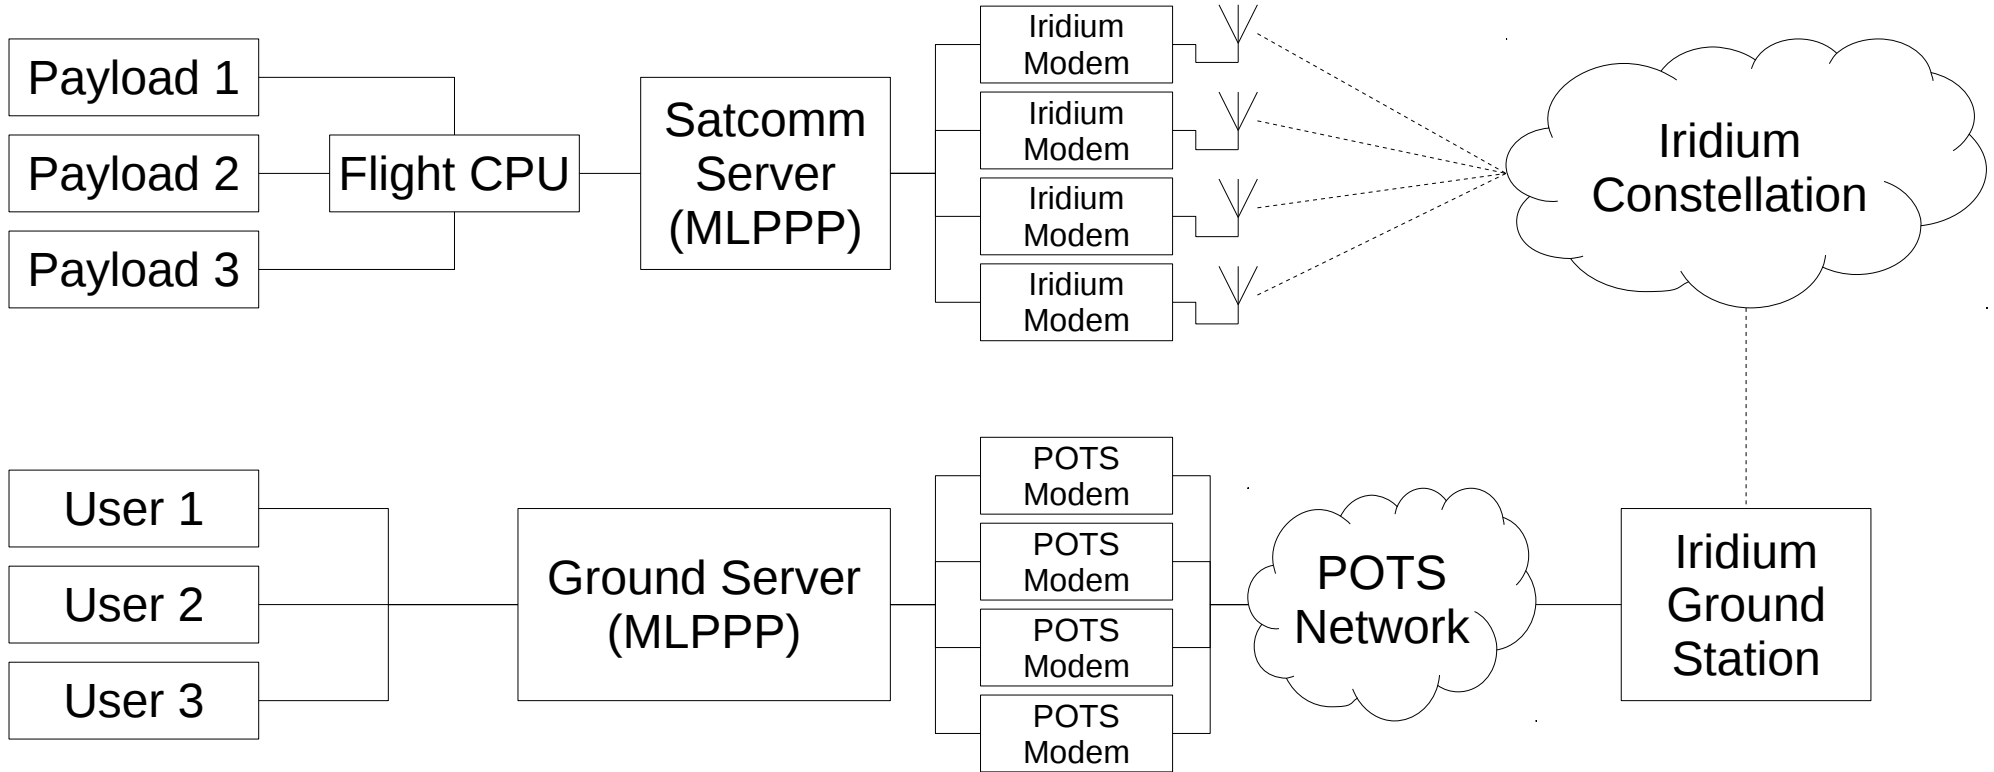 Payload 1
Payload 2
Payload 3
Flight CPU
Satcomm
Server
(MLPPP)
Iridium
Modem
Iridium
Modem
Iridium
Modem
Iridium
Modem
Iridium
Constellation
User 1
User 2
User 3
Ground Server
(MLPPP)
POTS
Modem
POTS
Modem
POTS
Modem
POTS
Modem
POTS
Network
Iridium
Ground
Station